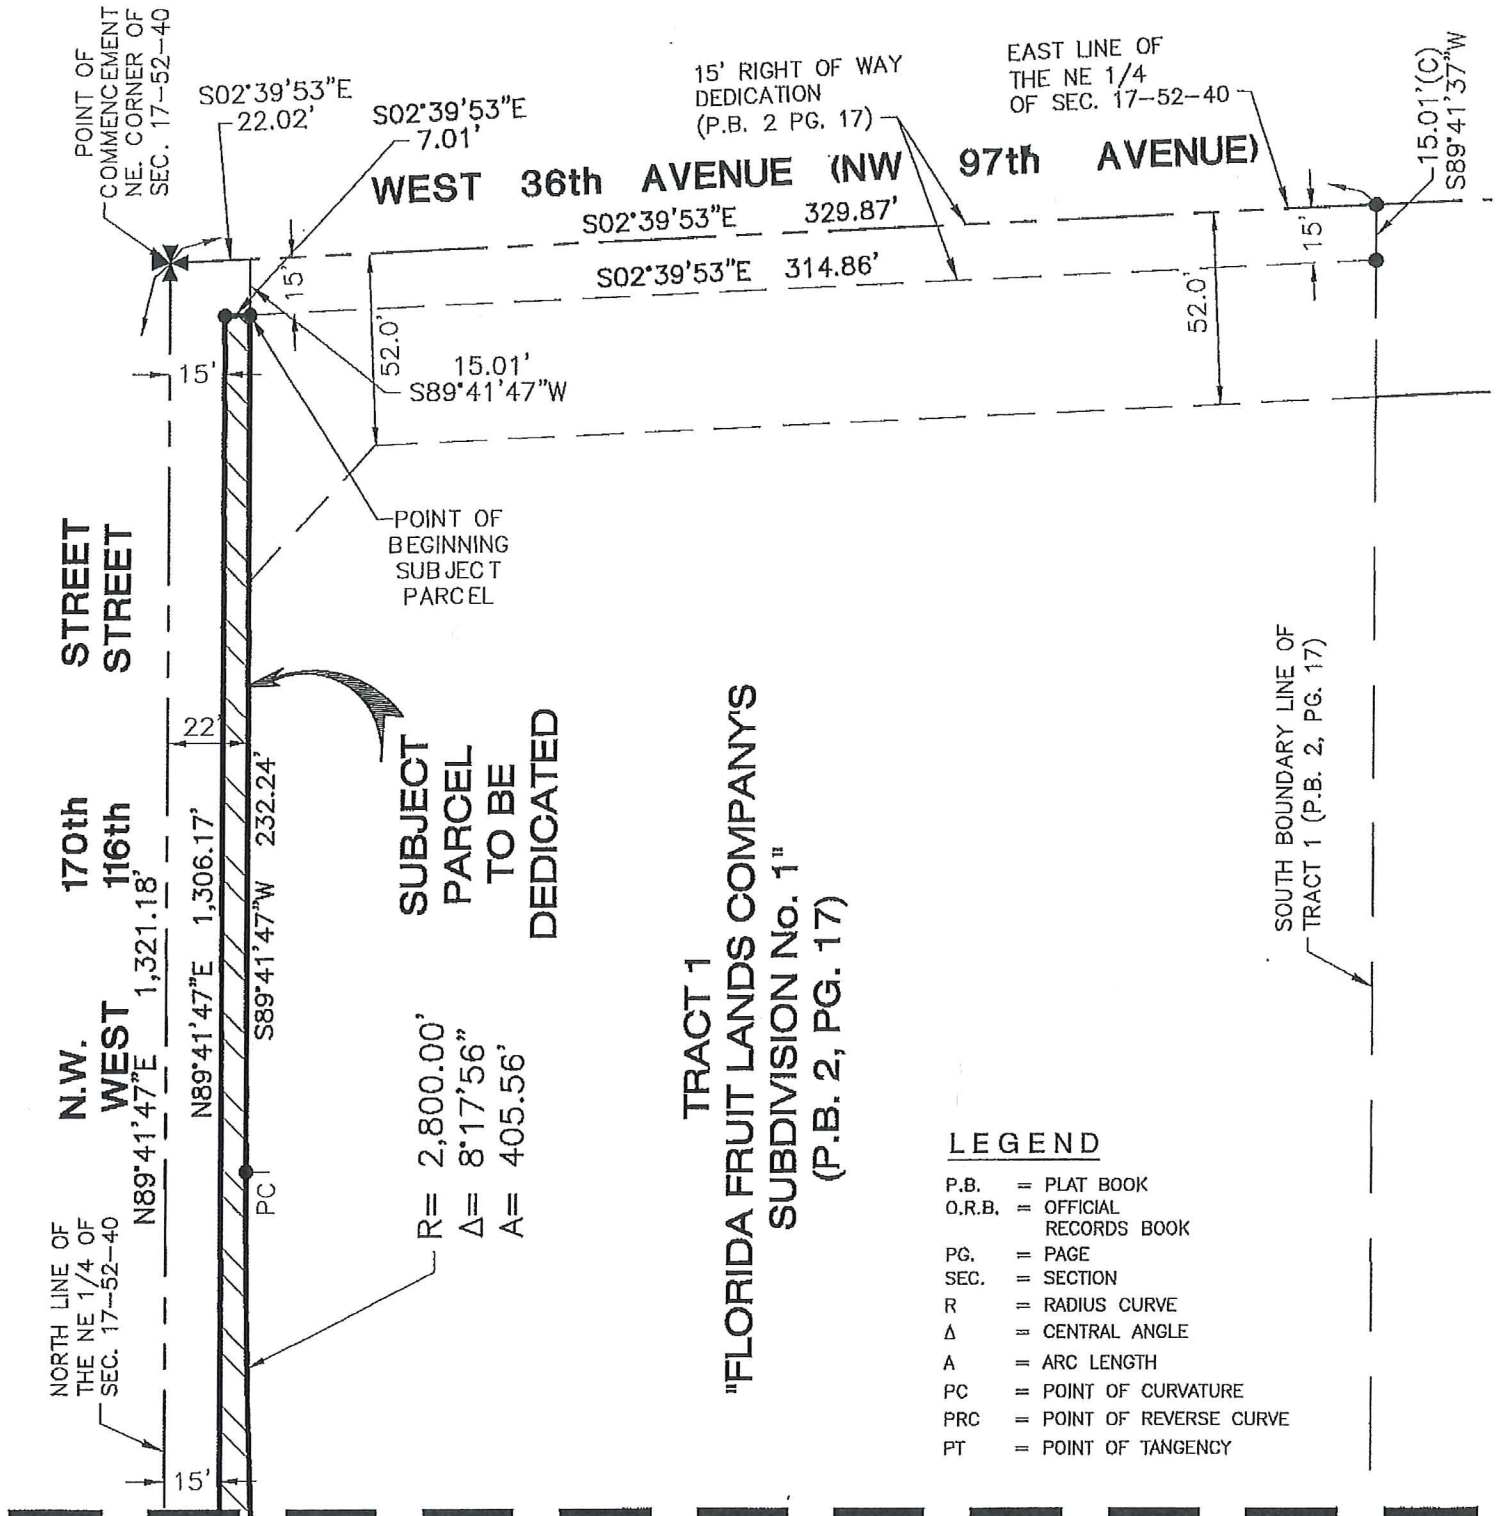 POINT OF
COMMENCEMENT
NE. CORNER OF
SEC. 17-52-40
S02°39'53"E
22.02'
S02°39'53"E
7.01'
15' RIGHT OF WAY
DEDICATION
(P.B. 2 PG. 17)
EAST LINE OF
THE NE 1/4
OF SEC. 17-52-40
15.01'(C)
S89°41'37"W
WEST 36th AVENUE (NW 97th AVENUE)
S02°39'53"E 329.87'
S02°39'53"E 314.86'
15'
15'
52.0'
52.0'
15'
15.01'
S89°41'47"W
POINT OF
BEGINNING
SUBJECT
PARCEL
N.W. 170th STREET
WEST 116th STREET
N89°41'47"E 1,321.18'
N89°41'47"E 1,306.17'
22'
S89°41'47"W 232.24'
SUBJECT
PARCEL
TO BE
DEDICATED
PC
R= 2,800.00'
Δ= 8°17'56"
A= 405.56'
TRACT 1
"FLORIDA FRUIT LANDS COMPANY'S
SUBDIVISION No. 1"
(P.B. 2, PG. 17)
SOUTH BOUNDARY LINE OF
TRACT 1 (P.B. 2, PG. 17)
NORTH LINE OF
THE NE 1/4 OF
SEC. 17-52-40
15'
LEGEND
P.B. = PLAT BOOK
O.R.B. = OFFICIAL
RECORDS BOOK
PG. = PAGE
SEC. = SECTION
R = RADIUS CURVE
Δ = CENTRAL ANGLE
A = ARC LENGTH
PC = POINT OF CURVATURE
PRC = POINT OF REVERSE CURVE
PT = POINT OF TANGENCY